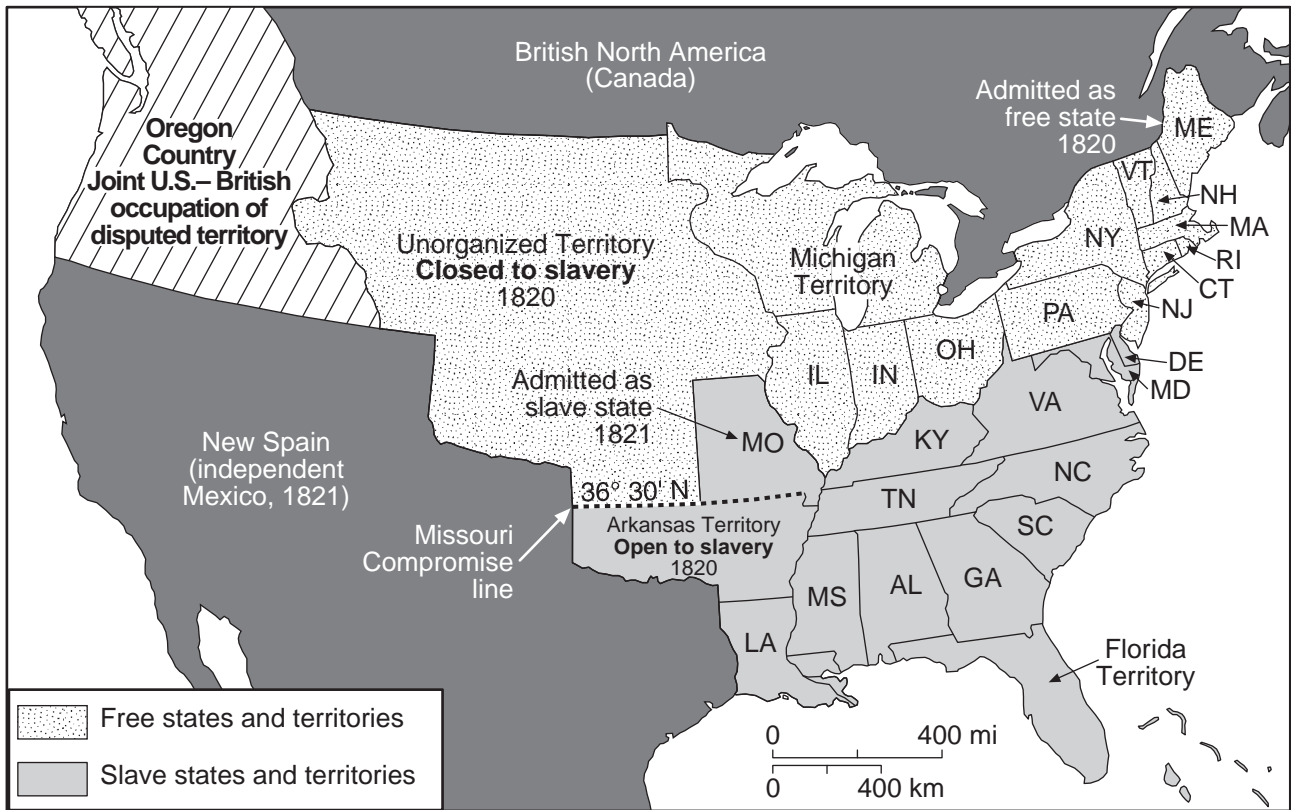 British North America
(Canada)
Admitted as
free state
1820
ME
VT
NH
MA
NY
RI
CT
NJ
PA
DE
MD
Oregon
Country
Joint U.S.– British
occupation of
disputed territory
Unorganized Territory
Closed to slavery
1820
Michigan
Territory
OH
IL
IN
VA
Admitted as
slave state
1821
MO
KY
NC
TN
SC
New Spain
(independent
Mexico, 1821)
36° 30' N
Missouri
Compromise
line
Arkansas Territory
Open to slavery
1820
MS
AL
GA
LA
Florida
Territory
Free states and territories
Slave states and territories
0 400 mi
0 400 km